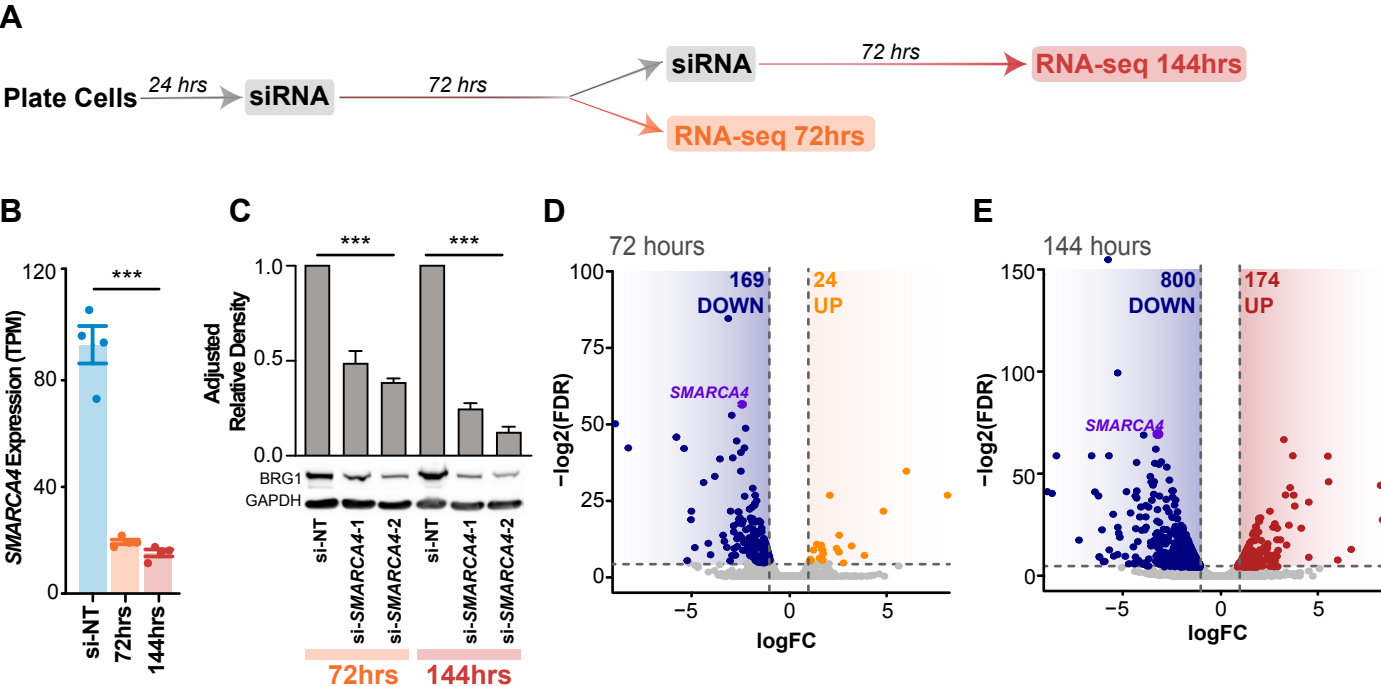 A
Plate Cells
24 hrs
siRNA
72 hrs
siRNA
72 hrs
RNA-seq 144hrs
RNA-seq 72hrs
B
SMARCA4 Expression (TPM)
120
80
40
0
***
si-NT
72hrs
144hrs
C
Adjusted
Relative Density
1.0
0.5
0.0
***
***
BRG1
GAPDH
si-NT
si-SMARCA4-1
si-SMARCA4-2
si-NT
si-SMARCA4-1
si-SMARCA4-2
72hrs
144hrs
D
72 hours
−log2(FDR)
100
75
50
25
0
169
DOWN
24
UP
SMARCA4
−5
0
5
logFC
E
144 hours
−log2(FDR)
150
100
50
0
800
DOWN
174
UP
SMARCA4
−5
0
5
logFC